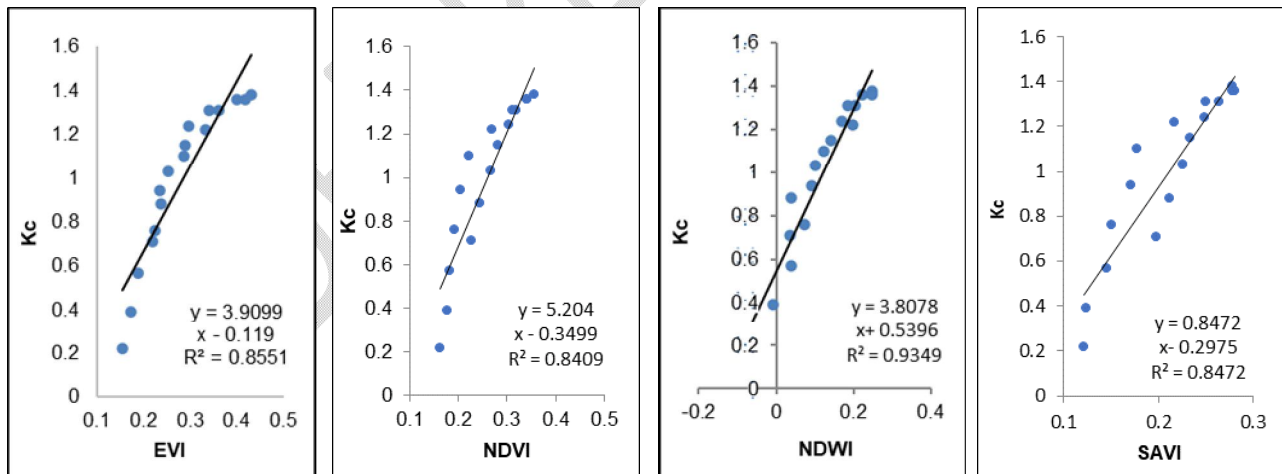 1.6
1.4
1.2
1
0.8
0.6
0.4
0.2
0
Kc
0.1 0.2 0.3 0.4 0.5
EVI
y = 3.9099
x - 0.119
R² = 0.8551
1.6
1.4
1.2
1
0.8
0.6
0.4
0.2
0
Kc
0.1 0.2 0.3 0.4 0.5
NDVI
y = 5.204
x - 0.3499
R² = 0.8409
1.6
1.4
1.2
1
0.8
0.6
0.4
0.2
0
Kc
-0.2 0 0.2 0.4
NDWI
y = 3.8078
x+ 0.5396
R² = 0.9349
1.6
1.4
1.2
1
0.8
0.6
0.4
0.2
0
Kc
0.1 0.2 0.3
SAVI
y = 0.8472
x- 0.2975
R² = 0.8472